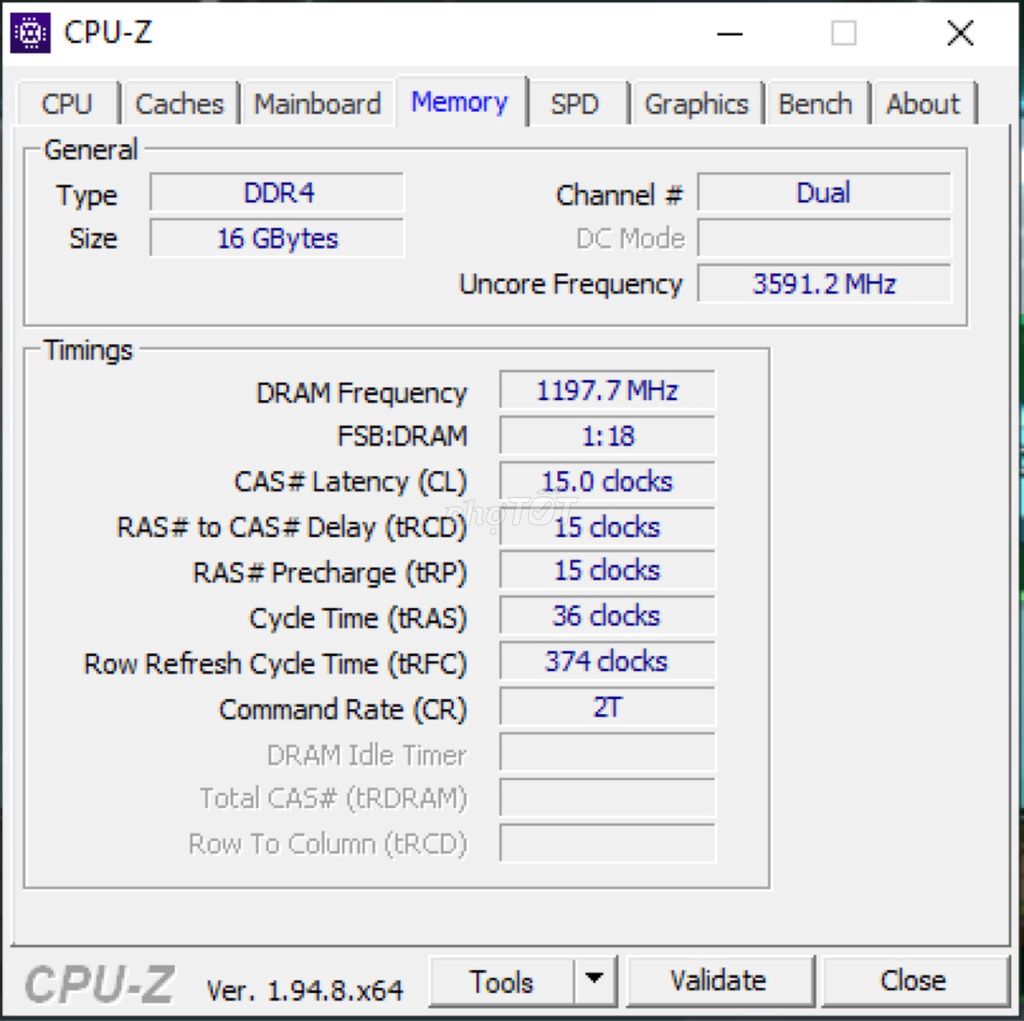 CPU-Z
CPU Caches Mainboard Memory SPD Graphics Bench About
General
Type DDR4 Channel # Dual
Size 16 GBytes DC Mode
Uncore Frequency 3591.2 MHz
Timings
DRAM Frequency 1197.7 MHz
FSB:DRAM 1:18
CAS# Latency (CL) 15.0 clocks
chợTỐT
RAS# to CAS# Delay (tRCD) 15 clocks
RAS# Precharge (tRP) 15 clocks
Cycle Time (tRAS) 36 clocks
Row Refresh Cycle Time (tRFC) 374 clocks
Command Rate (CR) 2T
DRAM Idle Timer
Total CAS# (tRDRAM)
Row To Column (tRCD)
CPU-Z Ver. 1.94.8.x64 Tools Validate Close